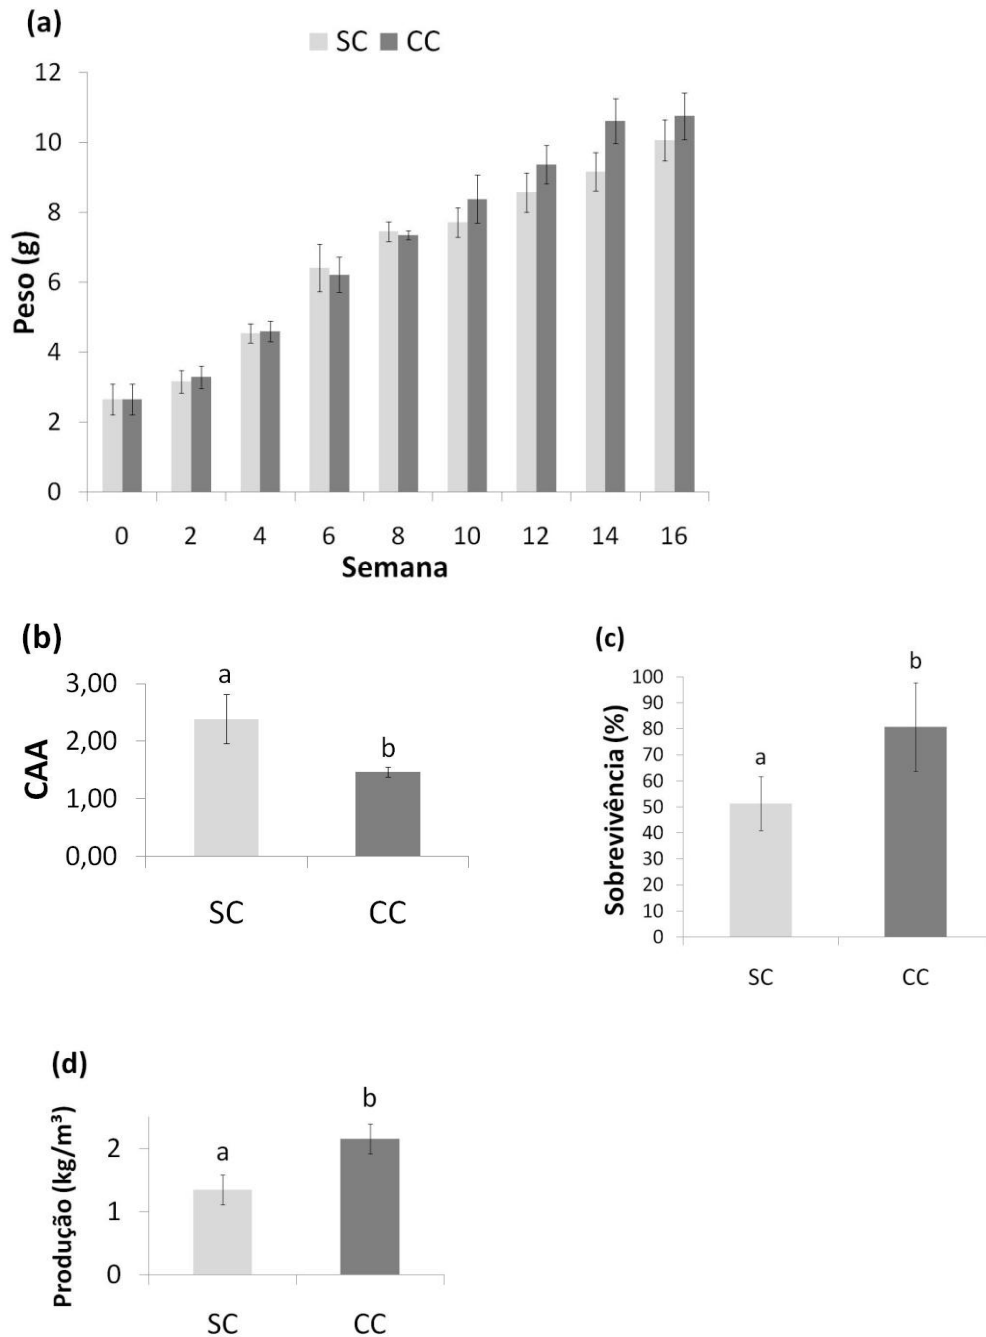 (a)
SC CC
12
10
8
6
4
2
0
Peso (g)
0 2 4 6 8 10 12 14 16
Semana
(b)
a
b
3,00
2,00
1,00
0,00
CAA
SC CC
(c)
b
a
100
90
80
70
60
50
40
30
20
10
0
Sobrevivência (%)
SC CC
(d)
b
a
2
1
0
Produção (kg/m³)
SC CC